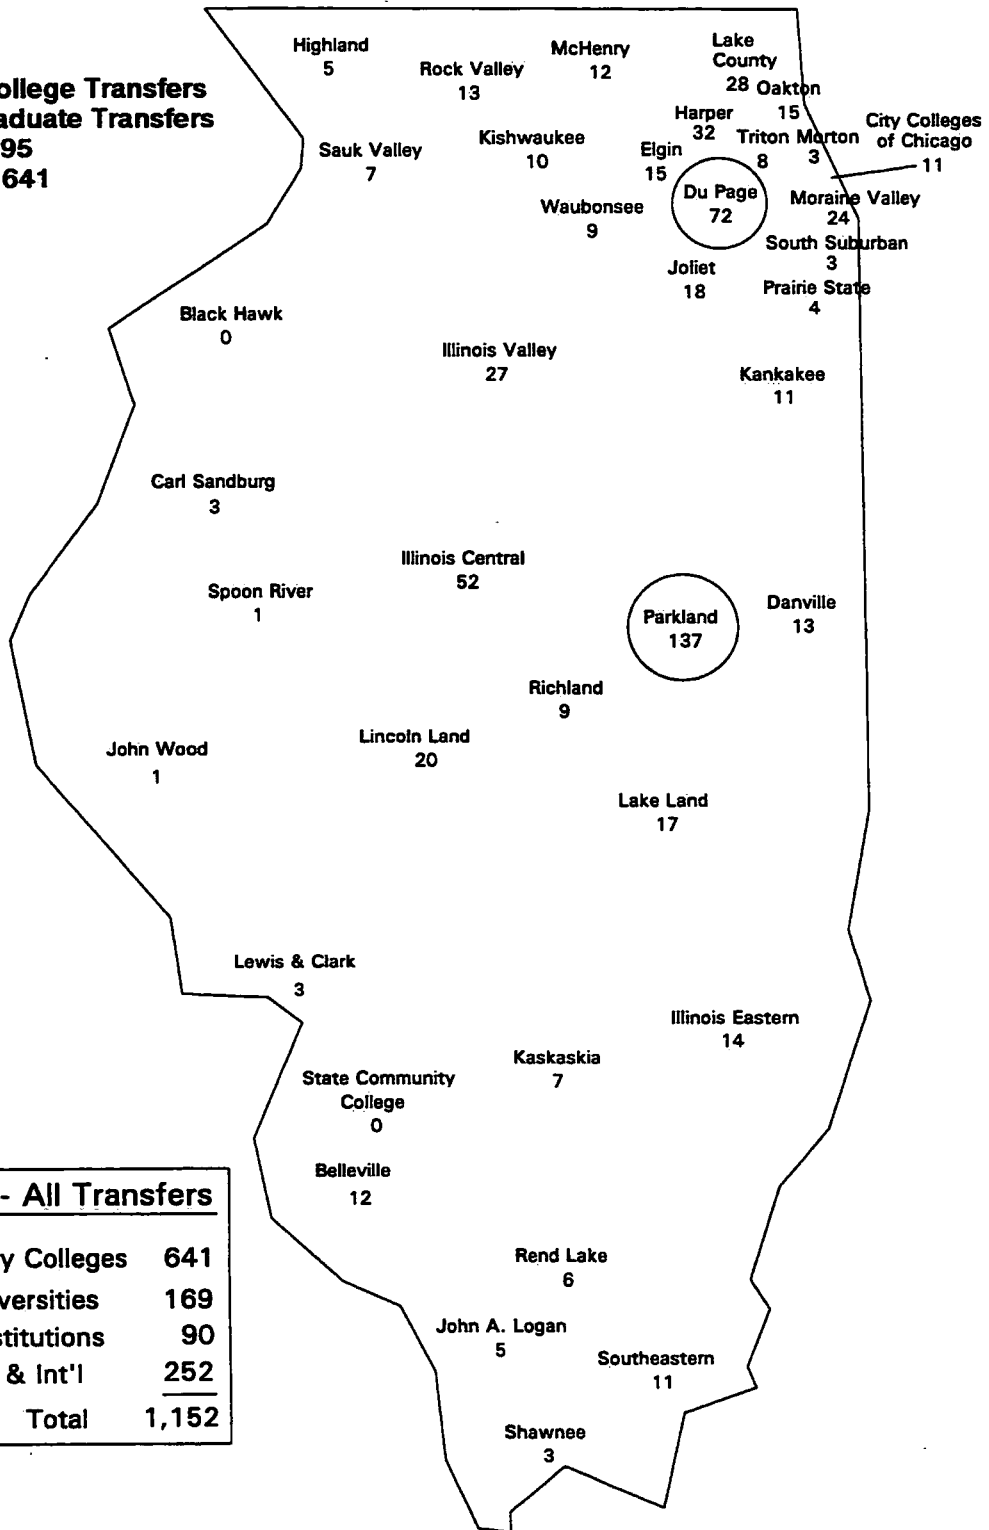 ollege Transfers
aduate Transfers
95
641
Highland
5
Rock Valley
13
McHenry
12
Lake
County
28
Oakton
15
Harper
32
Triton
8
Morton
3
City Colleges
of Chicago
11
Sauk Valley
7
Kishwaukee
10
Elgin
15
Du Page
72
Moraine Valley
24
Waubonsee
9
South Suburban
3
Joliet
18
Prairie State
4
Black Hawk
0
Illinois Valley
27
Kankakee
11
Carl Sandburg
3
Illinois Central
52
Spoon River
1
Parkland
137
Danville
13
Richland
9
John Wood
1
Lincoln Land
20
Lake Land
17
Lewis & Clark
3
Illinois Eastern
14
Kaskaskia
7
State Community
College
0
Belleville
12
Rend Lake
6
John A. Logan
5
Southeastern
11
Shawnee
3
- All Transfers
y Colleges 641
versities 169
stitutions 90
& Int'l 252
Total 1,152